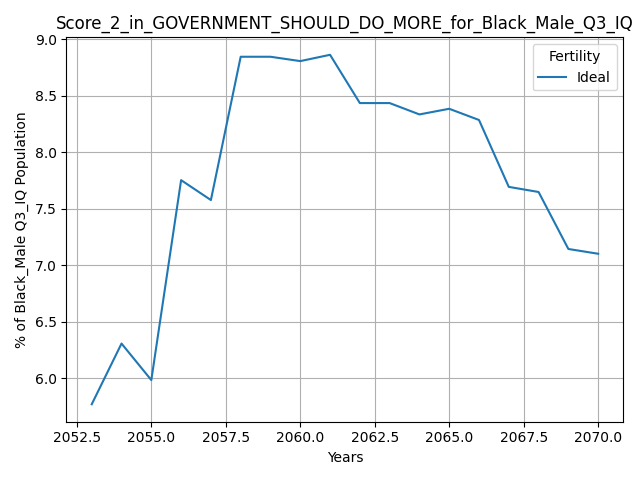 Score_2_in_GOVERNMENT_SHOULD_DO_MORE_for_Black_Male_Q3_IQ
Fertility
Ideal
% of Black_Male Q3_IQ Population
9.0
8.5
8.0
7.5
7.0
6.5
6.0
2052.5 2055.0 2057.5 2060.0 2062.5 2065.0 2067.5 2070.0
Years